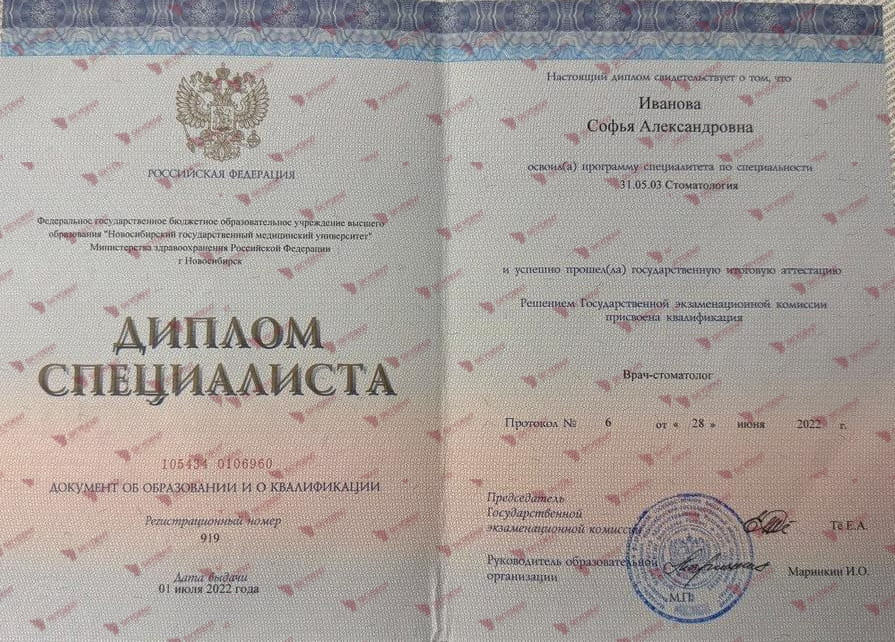 РОССИЙСКАЯ ФЕДЕРАЦИЯ
Федеральное государственное бюджетное образовательное учреждение высшего
образования "Новосибирский государственный медицинский университет"
Министерства здравоохранения Российской Федерации
г Новосибирск
ДИПЛОМ
СПЕЦИАЛИСТА
105434 0106960
ДОКУМЕНТ ОБ ОБРАЗОВАНИИ И О КВАЛИФИКАЦИИ
Регистрационный номер
919
Дата выдачи
01 июля 2022 года
Настоящий диплом свидетельствует о том, что
Иванова
Софья Александровна
освоил(а) программу специалитета по специальности
31.05.03 Стоматология
и успешно прошел(ла) государственную итоговую аттестацию
Решением Государственной экзаменационной комиссии
присвоена квалификация
Врач-стоматолог
Протокол № 6 от « 28 » июня 2022 г.
Председатель
Государственной
экзаменационной комиссии
Тё Е.А.
Руководитель образовательной
организации
Маринкин И.О.
М.П.